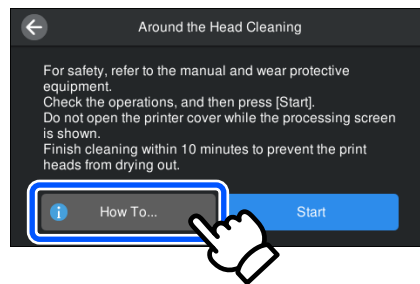 Around the Head Cleaning
For safety, refer to the manual and wear protective
equipment.
Check the operations, and then press [Start].
Do not open the printer cover while the processing screen
is shown.
Finish cleaning within 10 minutes to prevent the print
heads from drying out.
How To...
Start